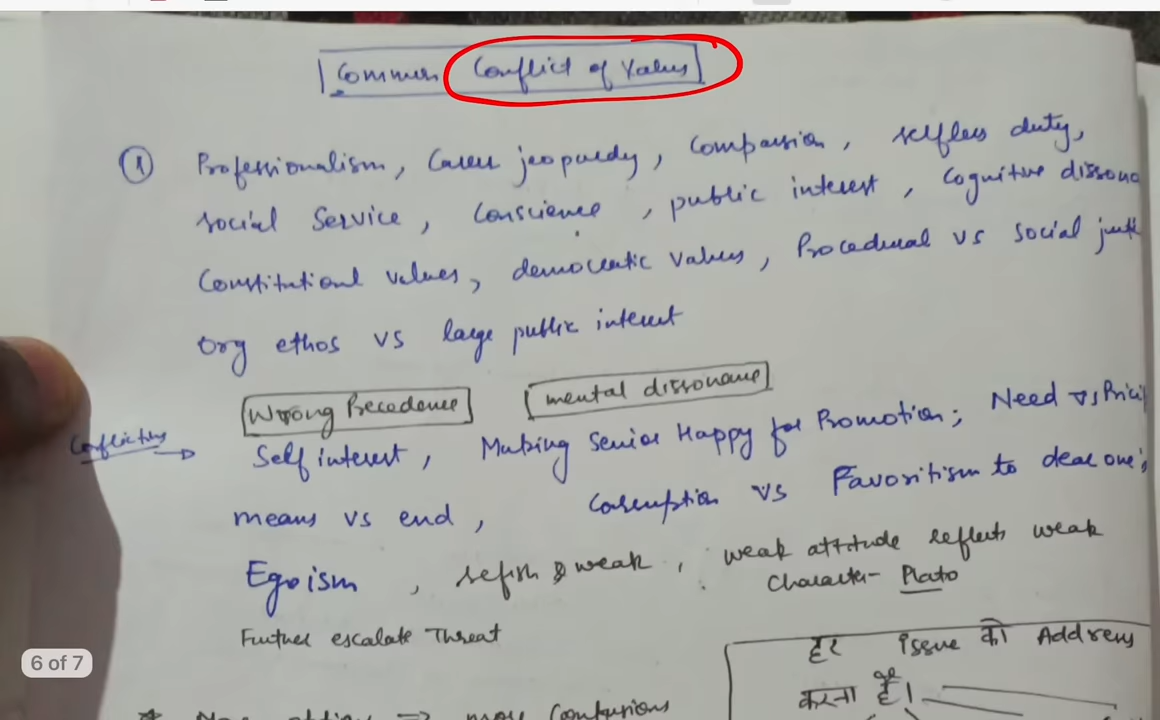 Common Conflict of Values
① Professionalism, Career jeopardy, Compassion, selfless duty,
social Service, Conscience, public interest, Cognitive dissona
Constitutional values, democratic values, Procedural vs social
org ethos vs large public interest
Wrong Precedence mental dissonance
Conflicting → Self interest, Making Senior Happy for Promotion; Need vs
means vs end, Corruption vs Favoritism to dear one's
Egoism, selfish & weak, weak attitude reflects weak
Character- Plato
Further escalate Threat
6 of 7
हर issue को Address
करना है।
more Confusions